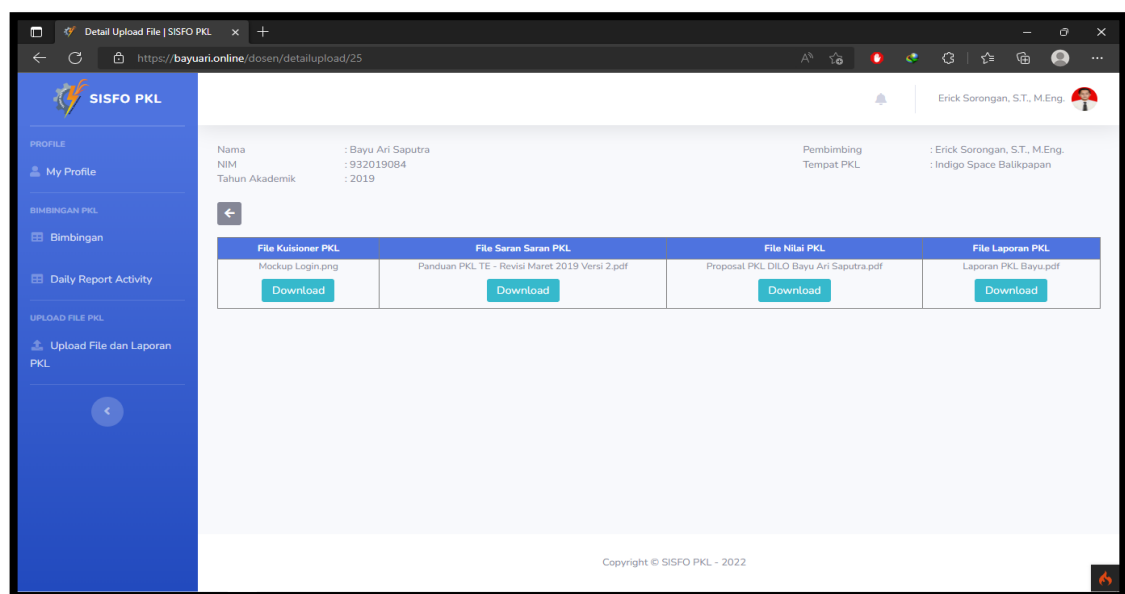 Detail Upload File | SISFO PKL
https://bayuari.online/dosen/detailupload/25
SISFO PKL
Erick Sorongan, S.T., M.Eng.
PROFILE
My Profile
BIMBINGAN PKL
Bimbingan
Daily Report Activity
UPLOAD FILE PKL
Upload File dan Laporan
PKL
Nama : Bayu Ari Saputra
NIM : 932019084
Tahun Akademik : 2019
Pembimbing : Erick Sorongan, S.T., M.Eng.
Tempat PKL : Indigo Space Balikpapan
File Kuisioner PKL File Saran Saran PKL File Nilai PKL File Laporan PKL
Mockup Login.png Panduan PKL TE - Revisi Maret 2019 Versi 2.pdf Proposal PKL DILO Bayu Ari Saputra.pdf Laporan PKL Bayu.pdf
Download Download Download Download
Copyright © SISFO PKL - 2022